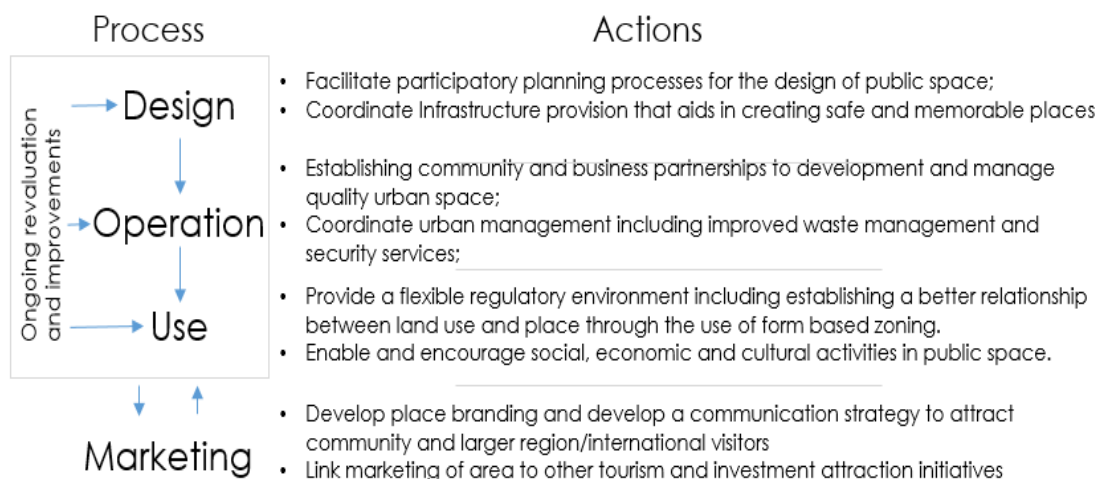 Process
Actions
Ongoing revaluation
and improvements
Design
• Facilitate participatory planning processes for the design of public space;
• Coordinate Infrastructure provision that aids in creating safe and memorable places
Operation
• Establishing community and business partnerships to development and manage
quality urban space;
• Coordinate urban management including improved waste management and
security services;
Use
• Provide a flexible regulatory environment including establishing a better relationship
between land use and place through the use of form based zoning.
• Enable and encourage social, economic and cultural activities in public space.
Marketing
• Develop place branding and develop a communication strategy to attract
community and larger region/international visitors
• Link marketing of area to other tourism and investment attraction initiatives